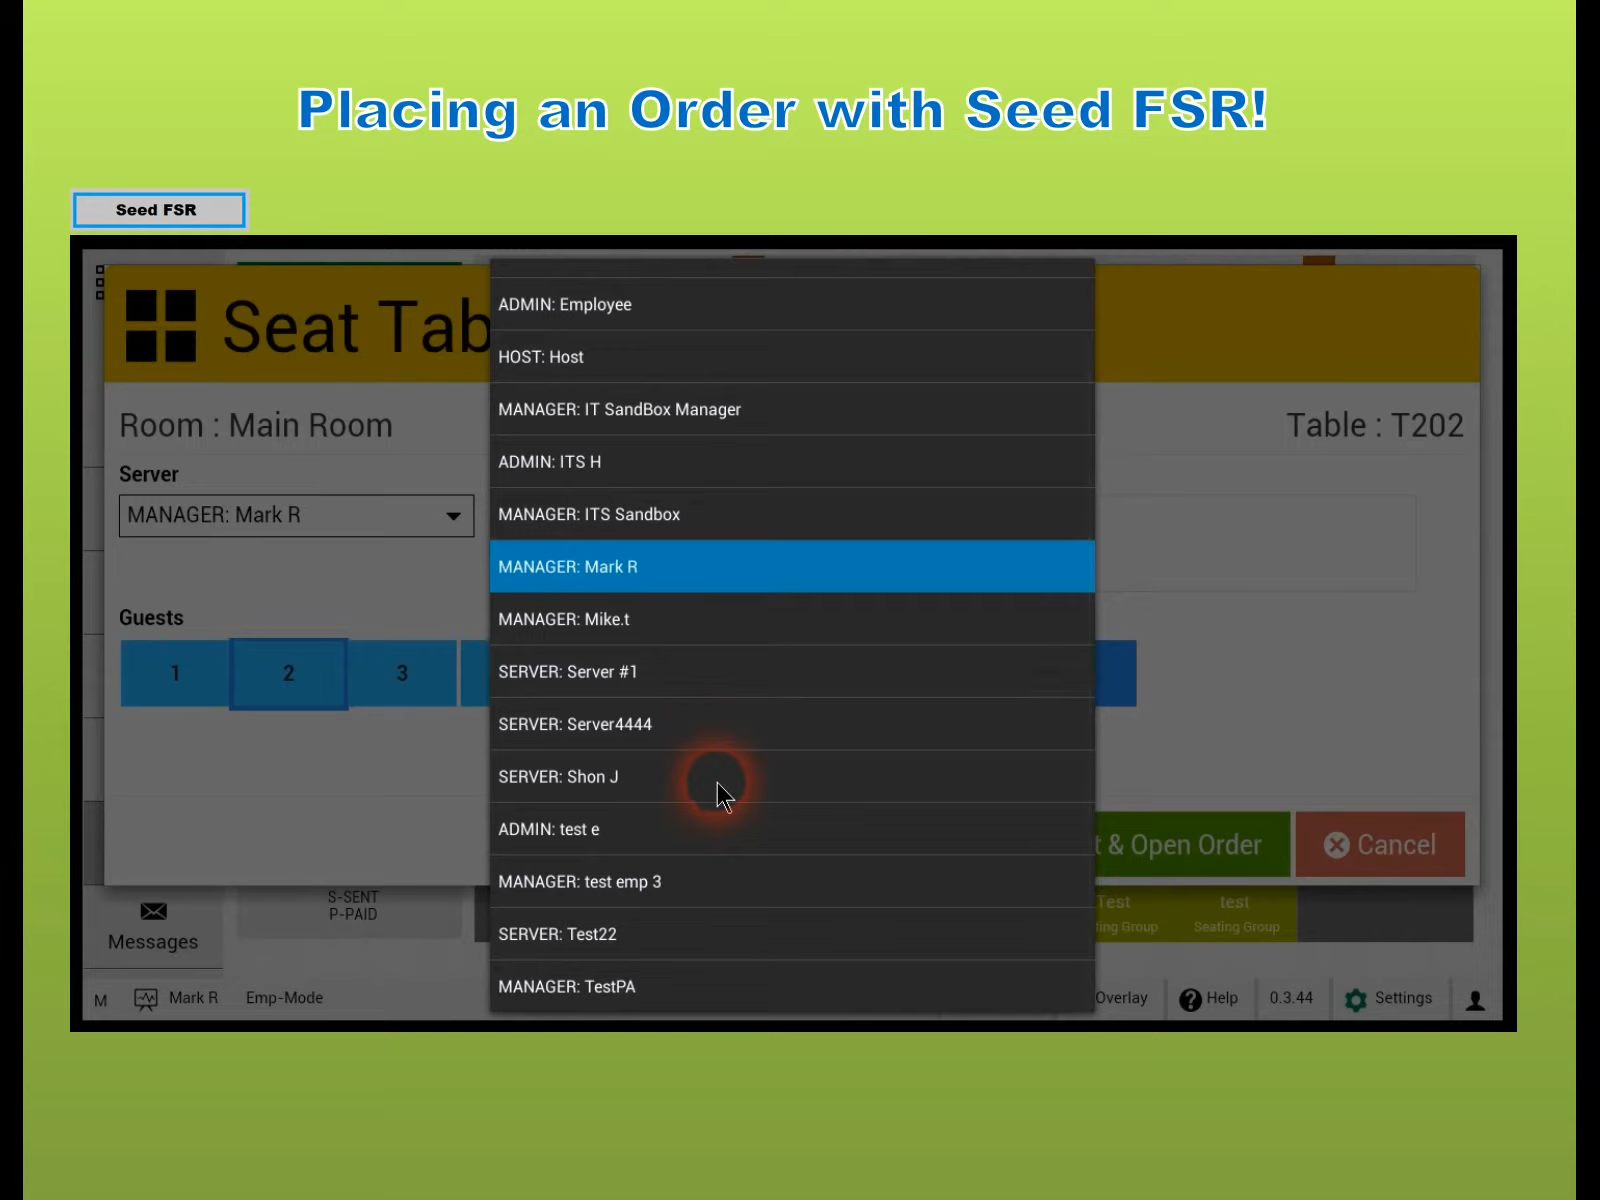 Placing an Order with Seed FSR!
Seed FSR
Seat Tab
Room : Main Room
Table : T202
Server
MANAGER: Mark R
Guests
1
2
3
ADMIN: Employee
HOST: Host
MANAGER: IT SandBox Manager
ADMIN: ITS H
MANAGER: ITS Sandbox
MANAGER: Mark R
MANAGER: Mike.t
SERVER: Server #1
SERVER: Server4444
SERVER: Shon J
ADMIN: test e
MANAGER: test emp 3
SERVER: Test22
MANAGER: TestPA
t & Open Order
Cancel
S-SENT
P-PAID
Test
ing Group
test
Seating Group
Messages
M
Mark R
Emp-Mode
Overlay
Help
0.3.44
Settings